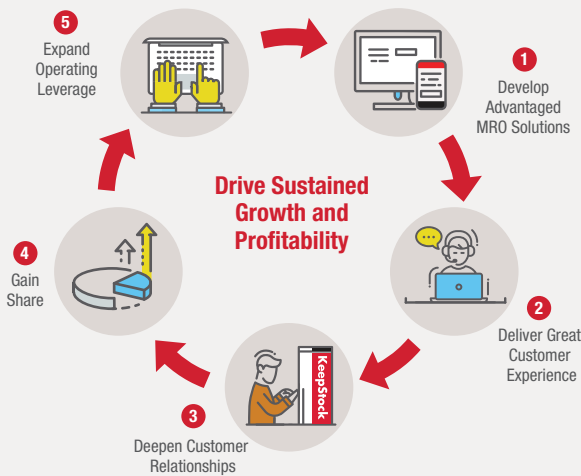 Drive Sustained
Growth and
Profitability
1
Develop
Advantaged
MRO Solutions
2
Deliver Great
Customer
Experience
3
Deepen Customer
Relationships
KeepStock
4
Gain
Share
5
Expand
Operating
Leverage